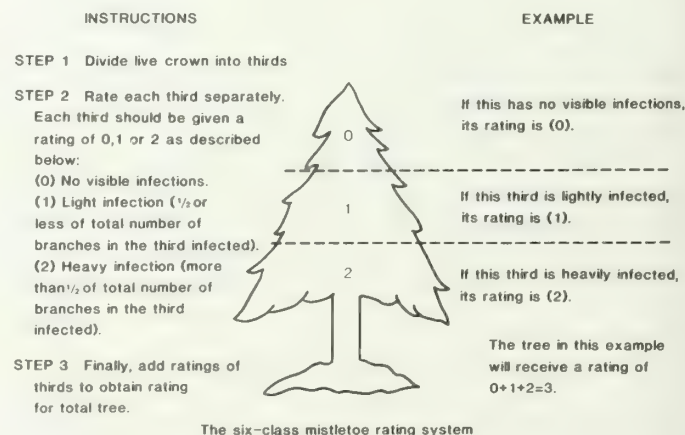 INSTRUCTIONS
STEP 1 Divide live crown into thirds
STEP 2 Rate each third separately.
Each third should be given a
rating of 0,1 or 2 as described
below:
(0) No visible infections.
(1) Light infection (1/2 or
less of total number of
branches in the third infected).
(2) Heavy infection (more
than 1/2 of total number of
branches in the third
infected).
STEP 3 Finally, add ratings of
thirds to obtain rating
for total tree.
0
1
2
EXAMPLE
If this has no visible infections,
its rating is (0).
If this third is lightly infected,
its rating is (1).
If this third is heavily infected,
its rating is (2).
The tree in this example
will receive a rating of
0+1+2=3.
The six-class mistletoe rating system